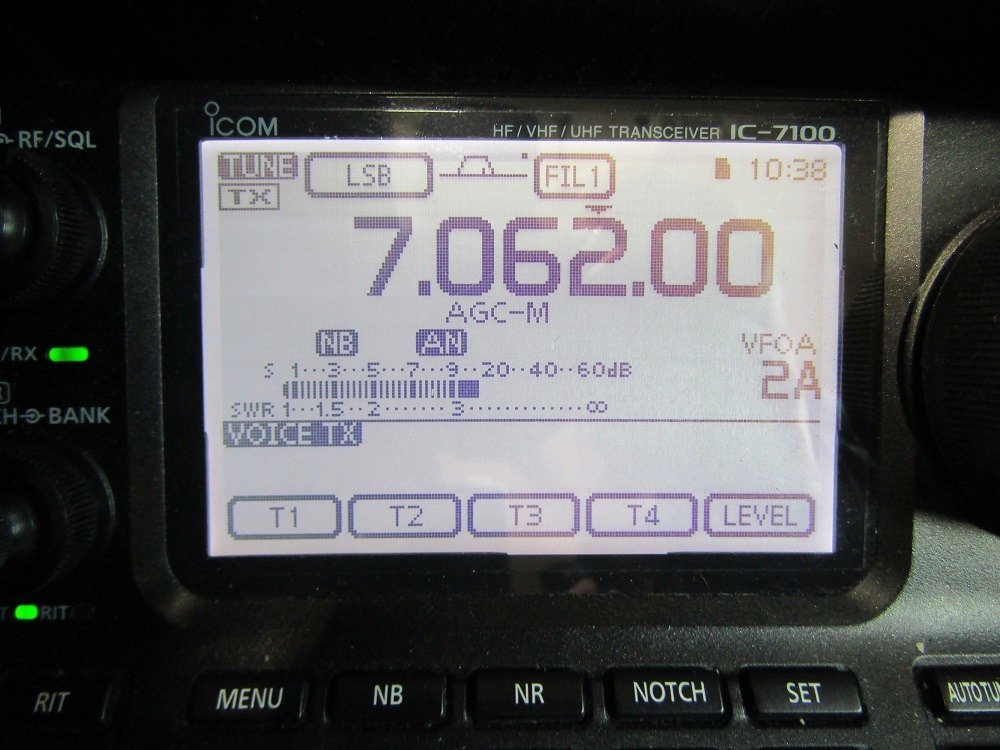 RF/SQL
ICOM
HF/VHF/UHF TRANSCEIVER IC-7100
TUNE LSB FIL1 10:38
TX
7.062.00
AGC-M
NB AN VFOA
/RX
S 1···3···5···7···9··20··40··60dB 2A
SWR 1···1.5···2········3·············∞
BANK
VOICE TX
T1 T2 T3 T4 LEVEL
RIT
RIT MENU NB NR NOTCH SET AUTOTU